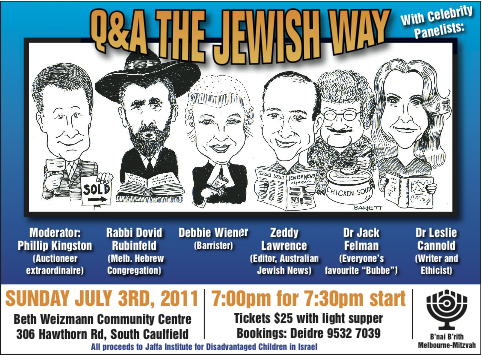 Q&A THE JEWISH WAY
With Celebrity
Panelists:
SOLD
CHICKEN SOUP
BARETT
Moderator:
Phillip Kingston
(Auctioneer
extraordinaire)
Rabbi Dovid
Rubinfeld
(Melb. Hebrew
Congregation)
Debbie Wiener
(Barrister)
Zeddy
Lawrence
(Editor, Australian
Jewish News)
Dr Jack
Felman
(Everyone's
favourite "Bubbe")
Dr Leslie
Cannold
(Writer and
Ethicist)
SUNDAY JULY 3RD, 2011
Beth Weizmann Community Centre
306 Hawthorn Rd, South Caulfield
7:00pm for 7:30pm start
Tickets $25 with light supper
Bookings: Deidre 9532 7039
All proceeds to Jaffa Institute for Disadvantaged Children in Israel
B'nai B'rith
Melbourne-Mitzvah